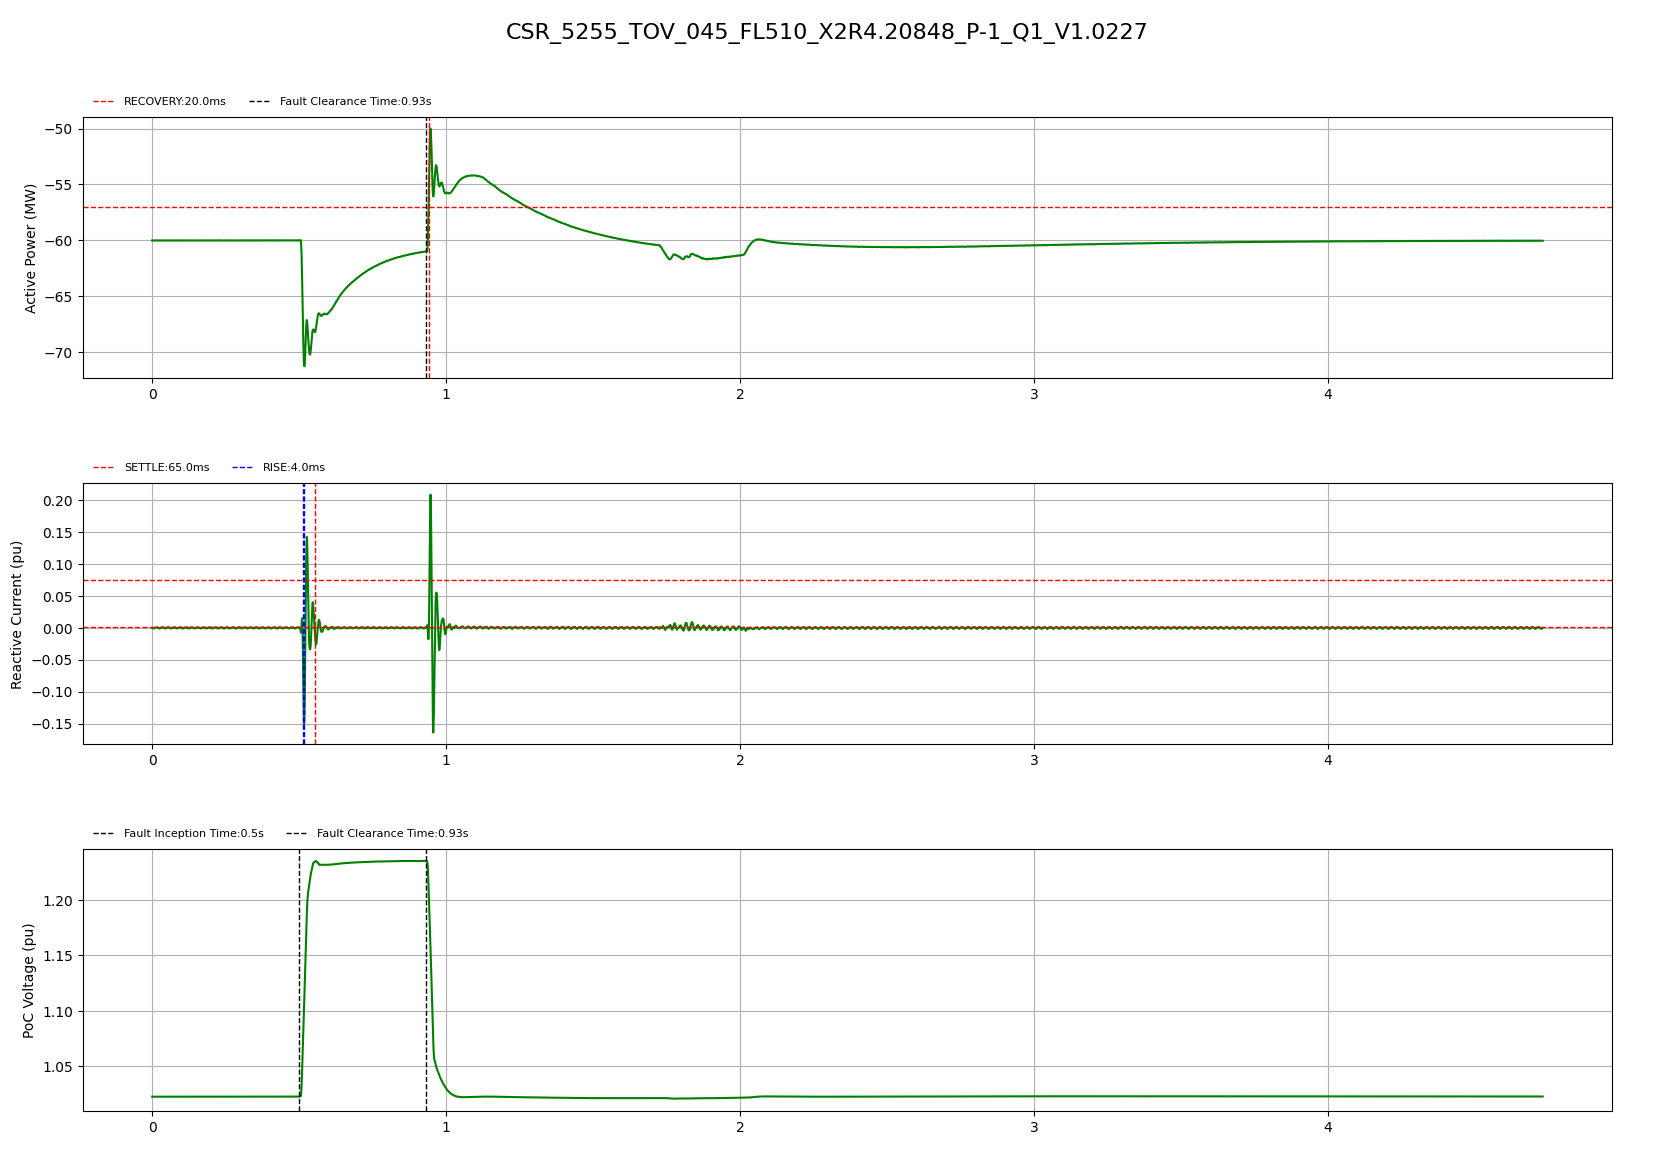 CSR_5255_TOV_045_FL510_X2R4.20848_P-1_Q1_V1.0227
RECOVERY:20.0ms Fault Clearance Time:0.93s
Active Power (MW)
−50
−55
−60
−65
−70
0 1 2 3 4
SETTLE:65.0ms RISE:4.0ms
Reactive Current (pu)
0.20
0.15
0.10
0.05
0.00
−0.05
−0.10
−0.15
0 1 2 3 4
Fault Inception Time:0.5s Fault Clearance Time:0.93s
PoC Voltage (pu)
1.20
1.15
1.10
1.05
0 1 2 3 4